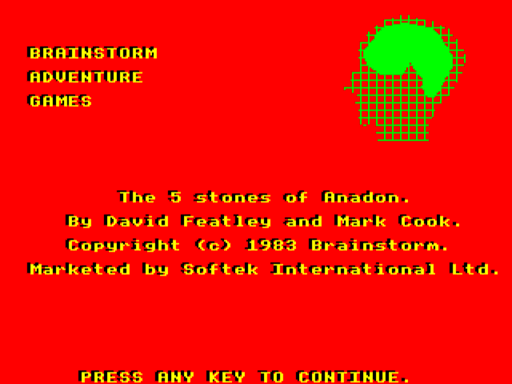 BRAINSTORM
ADVENTURE
GAMES
The 5 stones of Anadon.
By David Featley and Mark Cook.
Copyright (c) 1983 Brainstorm.
Marketed by Softek International Ltd.
PRESS ANY KEY TO CONTINUE.